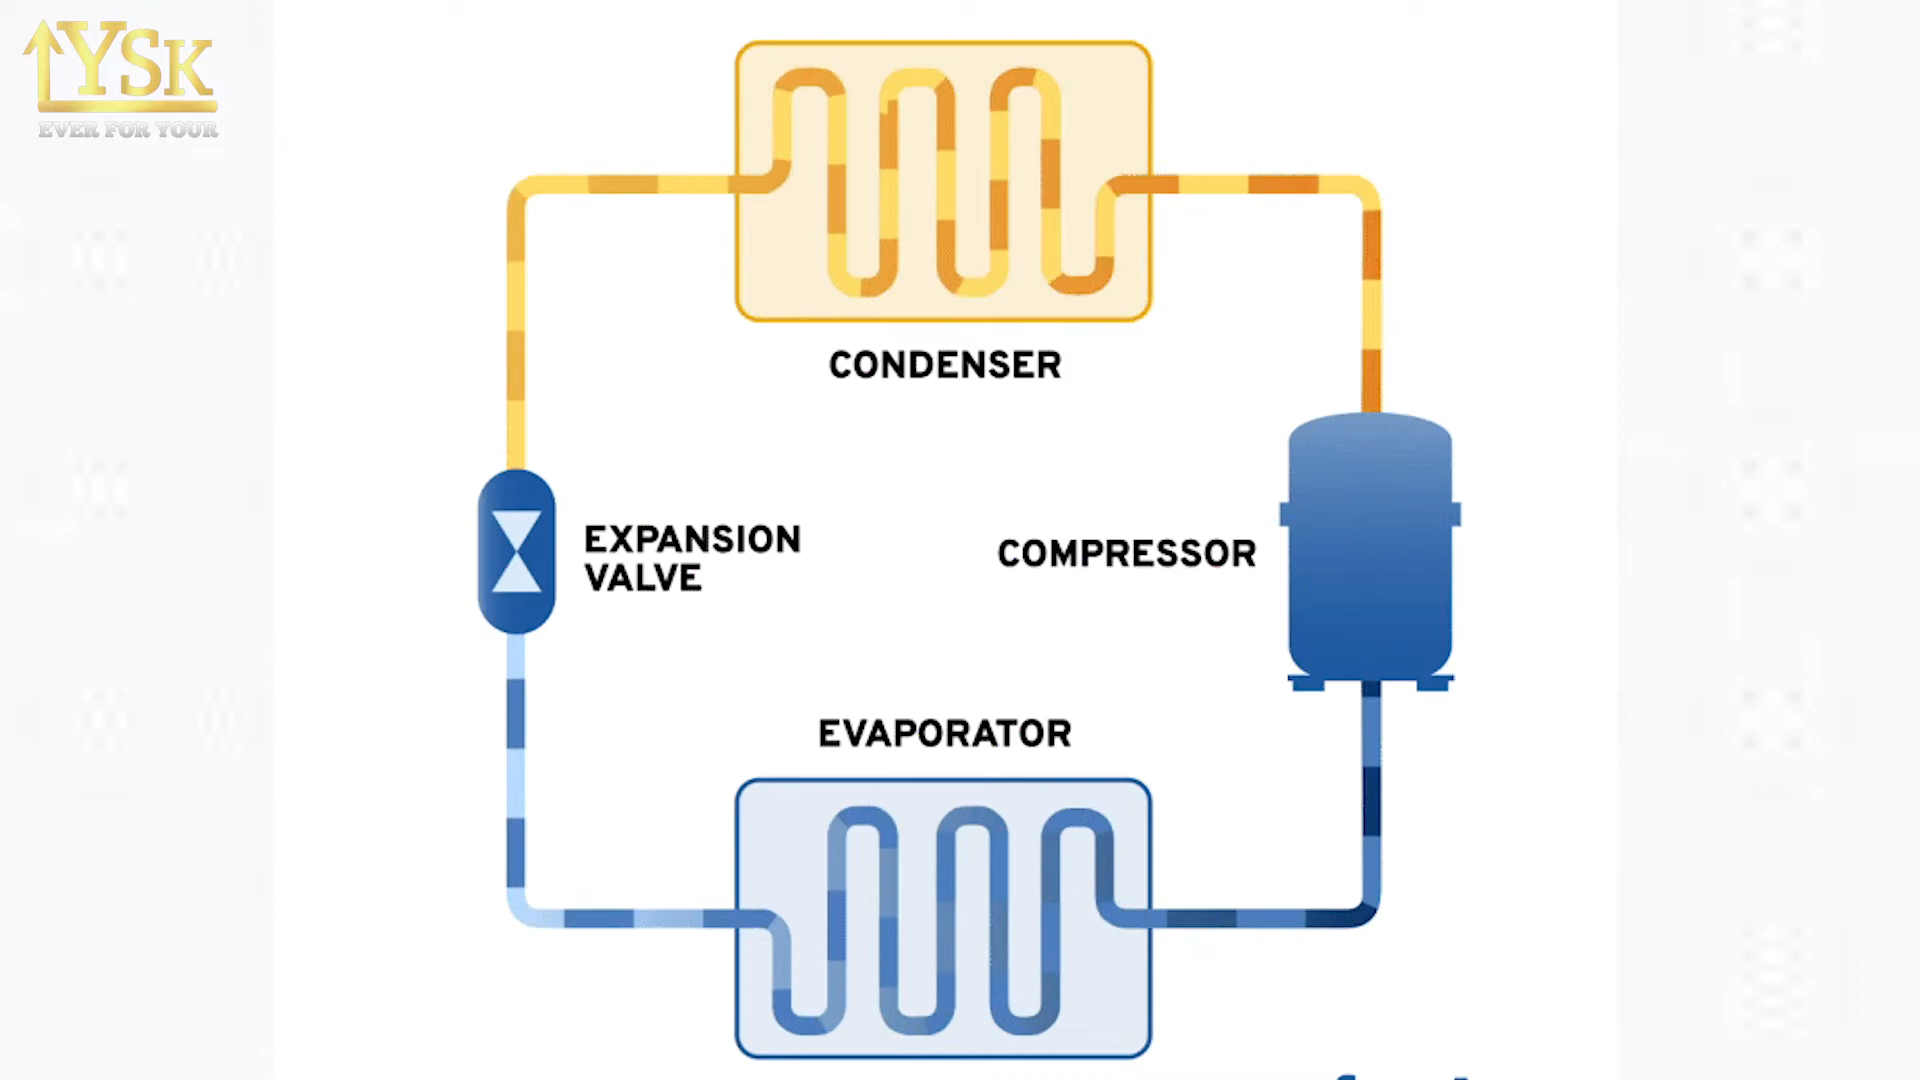 YSK
EVER FOR YOUR
CONDENSER
EXPANSION
VALVE
COMPRESSOR
EVAPORATOR